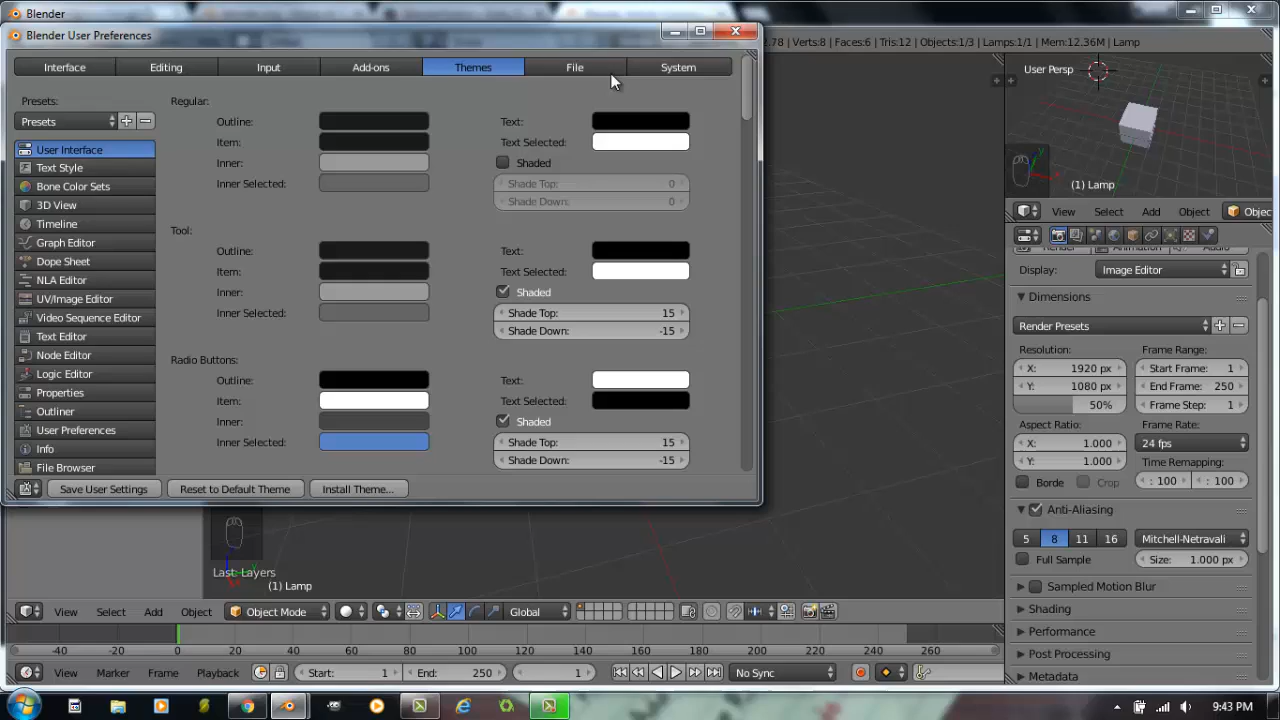 Blender
Blender User Preferences
.78 | Verts:8 | Faces:6 | Tris:12 | Objects:1/3 | Lamps:1/1 | Mem:12.36M | Lamp
Interface
Editing
Input
Add-ons
Themes
File
System
Presets:
Presets
User Interface
Text Style
Bone Color Sets
3D View
Timeline
Graph Editor
Dope Sheet
NLA Editor
UV/Image Editor
Video Sequence Editor
Text Editor
Node Editor
Logic Editor
Properties
Outliner
User Preferences
Info
File Browser
Regular:
Outline:
Item:
Inner:
Inner Selected:
Text:
Text Selected:
Shaded
Shade Top: 0
Shade Down: 0
Tool:
Outline:
Item:
Inner:
Inner Selected:
Text:
Text Selected:
Shaded
Shade Top: 15
Shade Down: -15
Radio Buttons:
Outline:
Item:
Inner:
Inner Selected:
Text:
Text Selected:
Shaded
Shade Top: 15
Shade Down: -15
Save User Settings
Reset to Default Theme
Install Theme...
User Persp
(1) Lamp
View Select Add Object Objec
Display: Image Editor
Dimensions
Render Presets
Resolution:
X: 1920 px
Y: 1080 px
50%
Frame Range:
Start Frame: 1
End Frame: 250
Frame Step: 1
Aspect Ratio:
X: 1.000
Y: 1.000
Borde
Crop
Frame Rate:
24 fps
Time Remapping:
: 100
: 100
Anti-Aliasing
5 8 11 16
Mitchell-Netravali
Full Sample
Size: 1.000 px
Sampled Motion Blur
Shading
Performance
Post Processing
Metadata
Last Layers
(1) Lamp
View Select Add Object Object Mode Global
-40 -20 0 20 40 60 80 100 120 140 160 180 200 220 240 260
View Marker Frame Playback Start: 1 End: 250 1 No Sync
9:43 PM